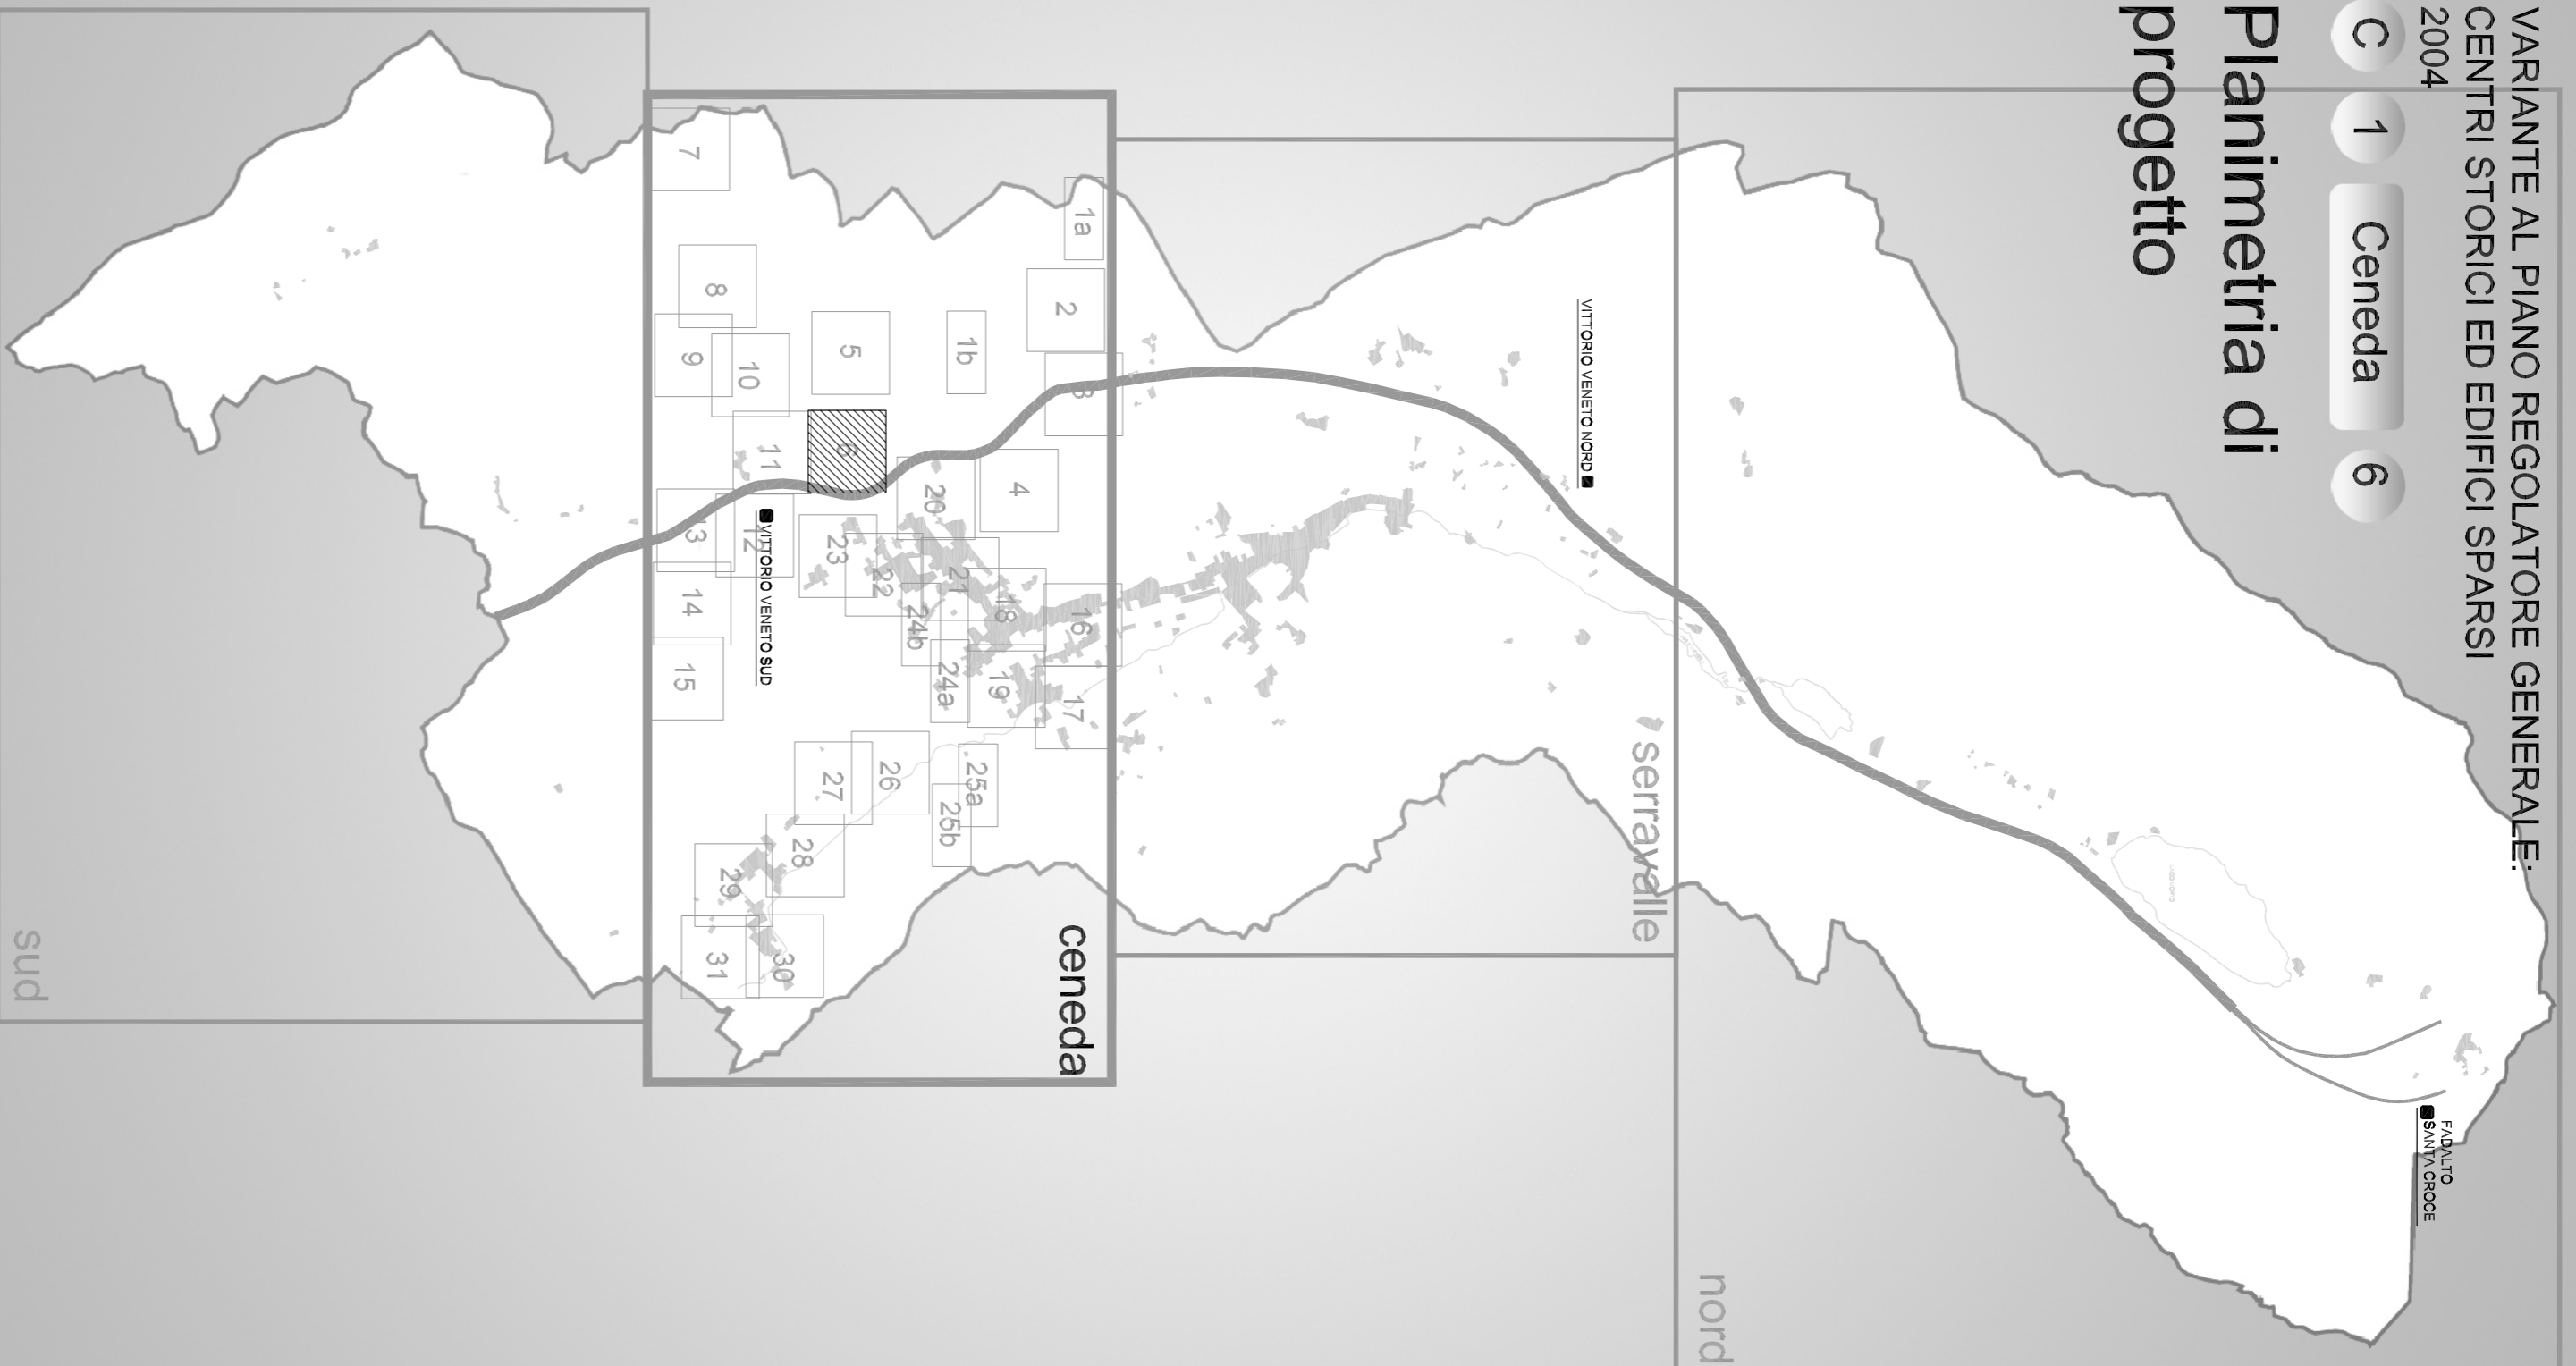 VARIANTE AL PIANO REGOLATORE GENERALE:
CENTRI STORICI ED EDIFICI SPARSI
2004
C 1 Ceneda 6
Planimetria di
progetto
FADALTO
SANTA CROCE
nord
serravalle
VITTORIO VENETO NORD
ceneda
1a
2
3
1b
4
5
6
7
8
9
10
11
12
13
14
15
16
17
18
19
20
21
22
23
24a
24b
25a
26
27
28
29
30
31
VITTORIO VENETO SUD
sud